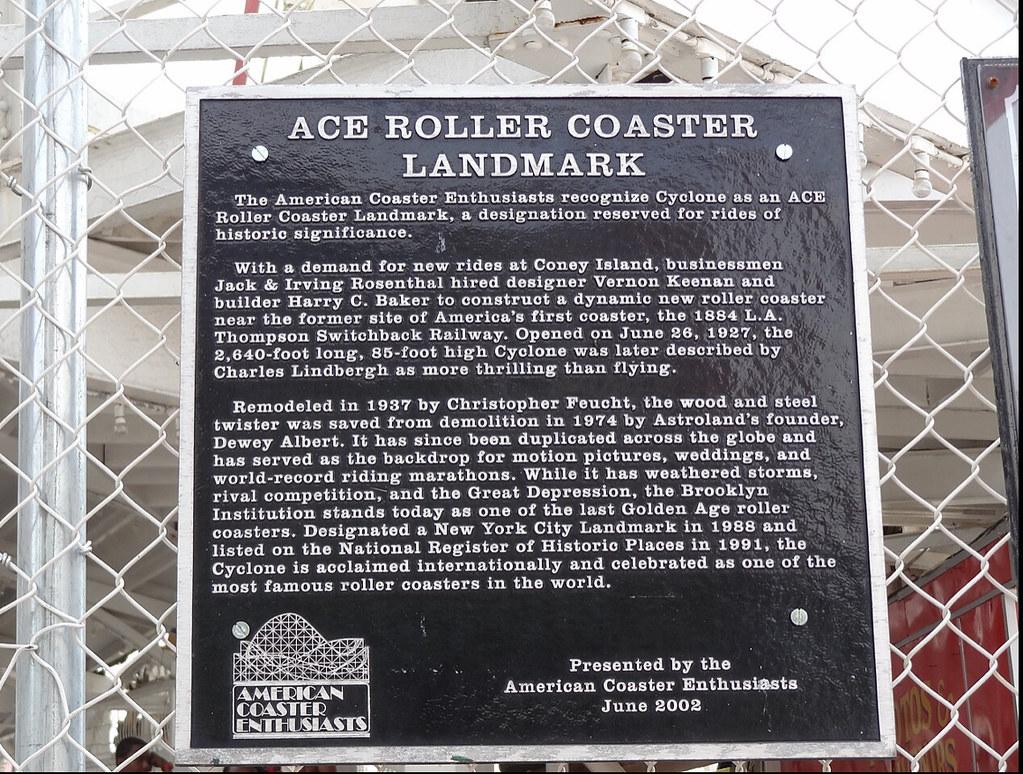 ACE ROLLER COASTER
LANDMARK
The American Coaster Enthusiasts recognize Cyclone as an ACE
Roller Coaster Landmark, a designation reserved for rides of
historic significance.
With a demand for new rides at Coney Island, businessmen
Jack & Irving Rosenthal hired designer Vernon Keenan and
builder Harry C. Baker to construct a dynamic new roller coaster
near the former site of America's first coaster, the 1884 L.A.
Thompson Switchback Railway. Opened on June 26, 1927, the
2,640-foot long, 85-foot high Cyclone was later described by
Charles Lindbergh as more thrilling than flying.
Remodeled in 1937 by Christopher Feucht, the wood and steel
twister was saved from demolition in 1974 by Astroland's founder,
Dewey Albert. It has since been duplicated across the globe and
has served as the backdrop for motion pictures, weddings, and
world-record riding marathons. While it has weathered storms,
rival competition, and the Great Depression, the Brooklyn
Institution stands today as one of the last Golden Age roller
coasters. Designated a New York City Landmark in 1988 and
listed on the National Register of Historic Places in 1991, the
Cyclone is acclaimed internationally and celebrated as one of the
most famous roller coasters in the world.
AMERICAN
COASTER
ENTHUSIASTS
Presented by the
American Coaster Enthusiasts
June 2002